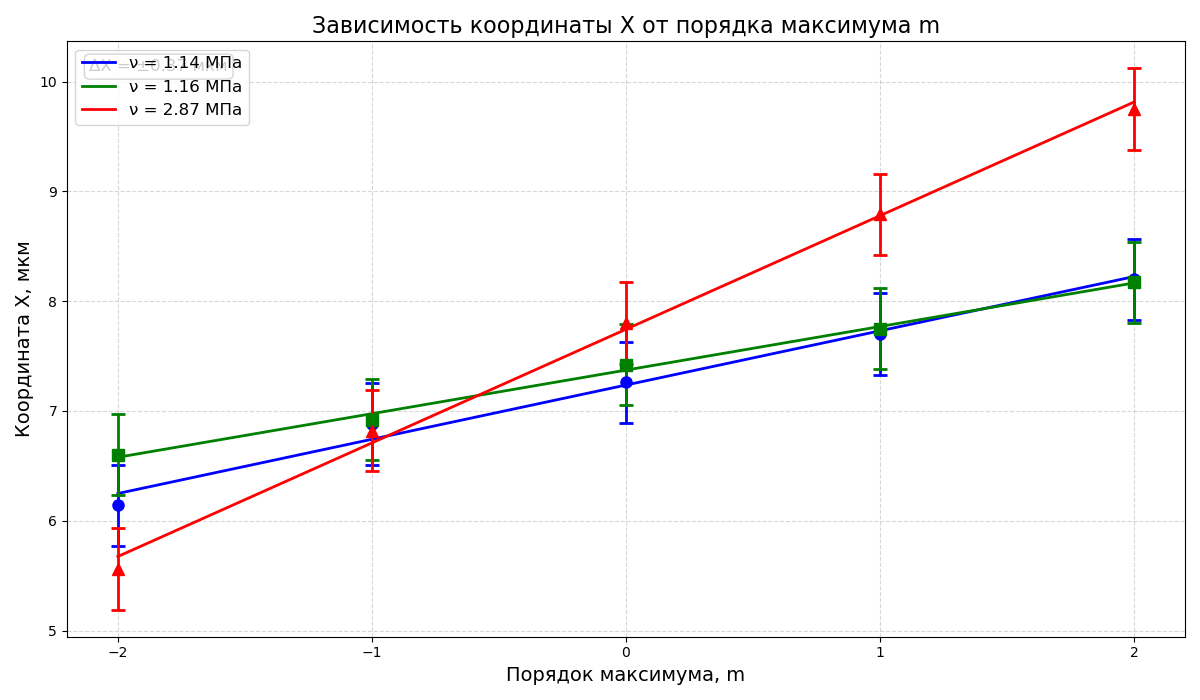 Зависимость координаты X от порядка максимума m
ν = 1.14 МПа
ν = 1.16 МПа
ν = 2.87 МПа
Координата X, мкм
10
9
8
7
6
5
−2
−1
0
1
2
Порядок максимума, m